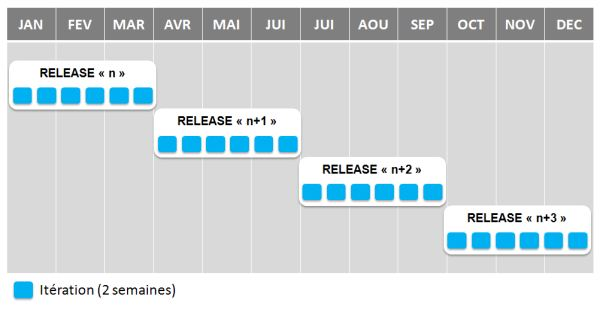 JAN FEV MAR AVR MAI JUI JUI AOU SEP OCT NOV DEC
RELEASE « n »
RELEASE « n+1 »
RELEASE « n+2 »
RELEASE « n+3 »
Itération (2 semaines)